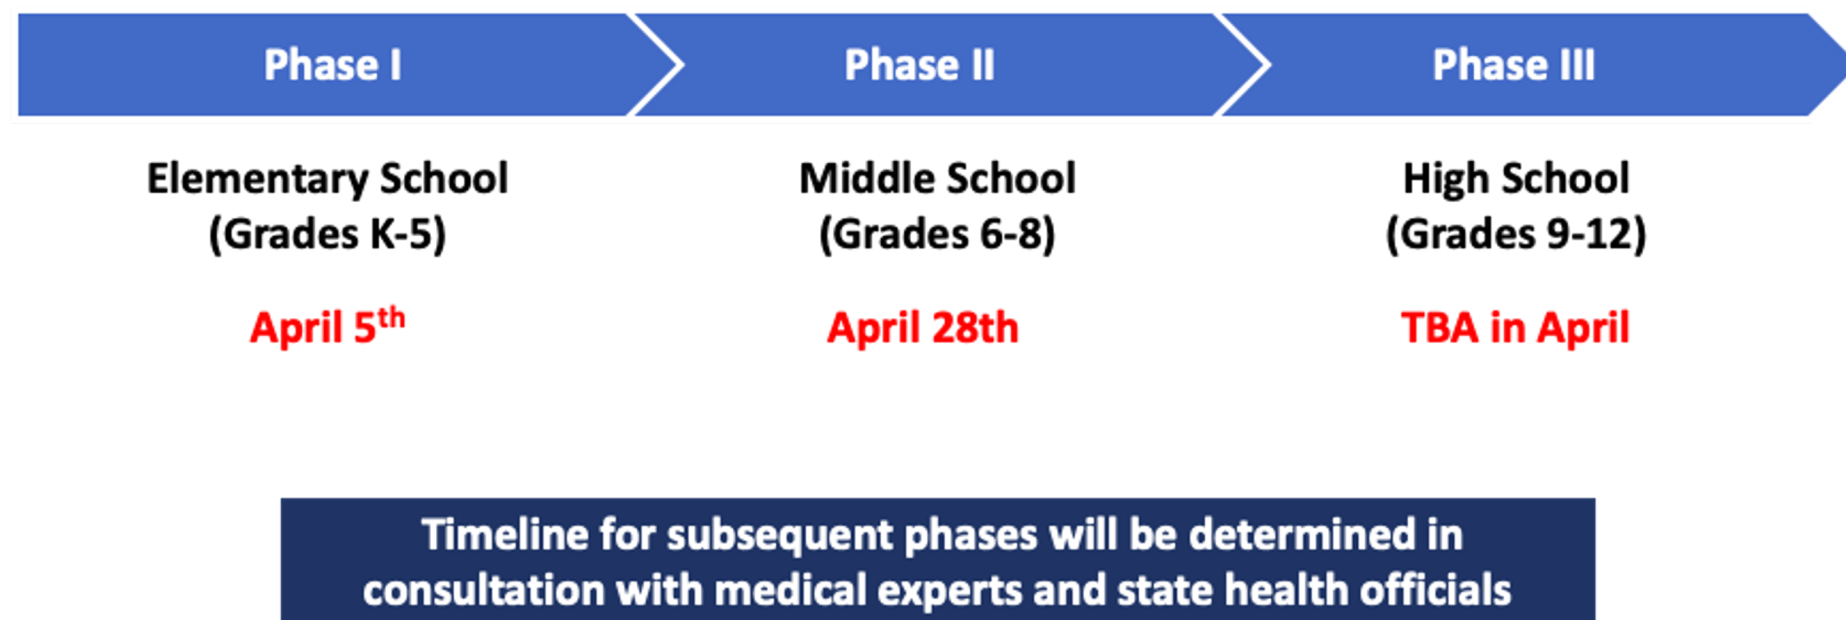 Phase I
Phase II
Phase III
Elementary School
(Grades K-5)
April 5th
Middle School
(Grades 6-8)
April 28th
High School
(Grades 9-12)
TBA in April
Timeline for subsequent phases will be determined in
consultation with medical experts and state health officials